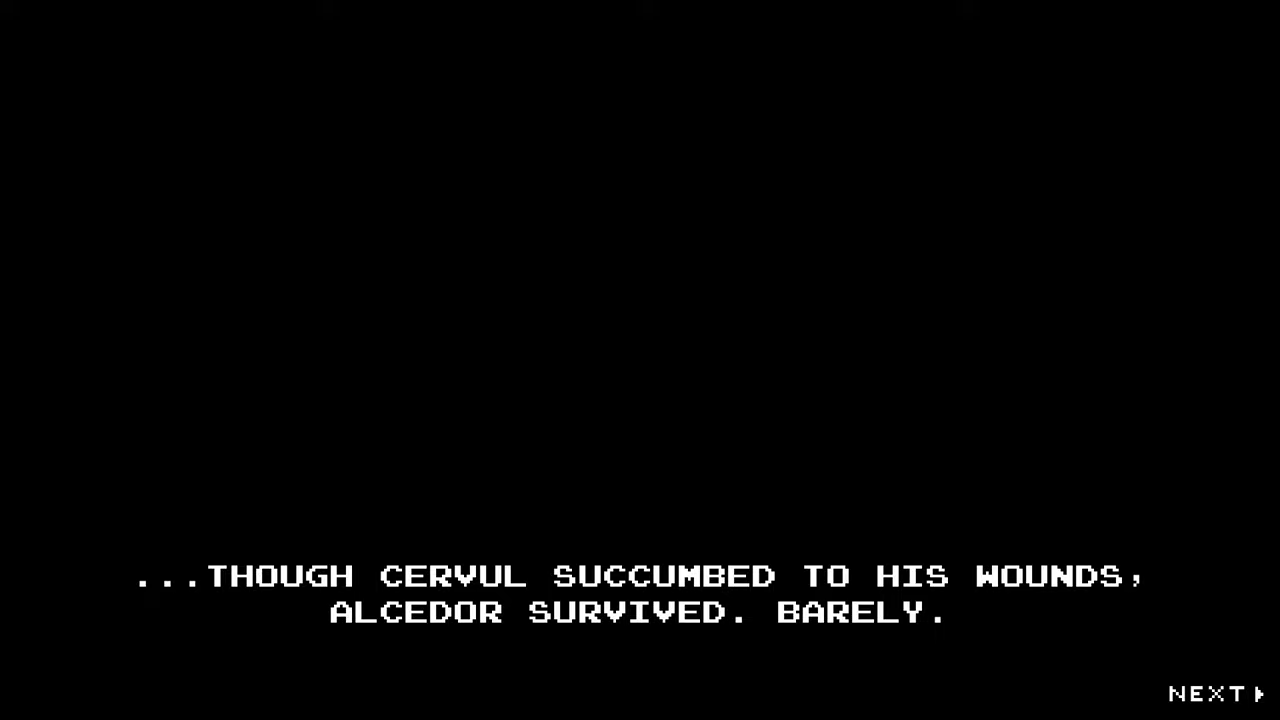 ...THOUGH CERVUL SUCCUMBED TO HIS WOUNDS,
ALCEDOR SURVIVED. BARELY.
NEXT